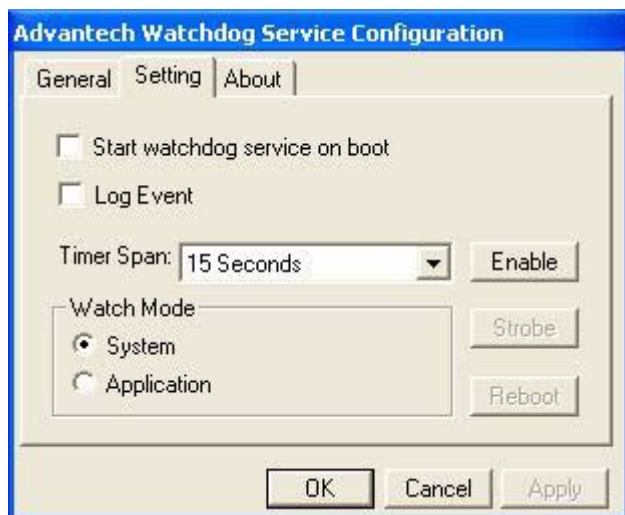 Advantech Watchdog Service Configuration
General Setting About
Start watchdog service on boot
Log Event
Timer Span: 15 Seconds Enable
Watch Mode
System
Application
Strobe
Reboot
OK Cancel Apply